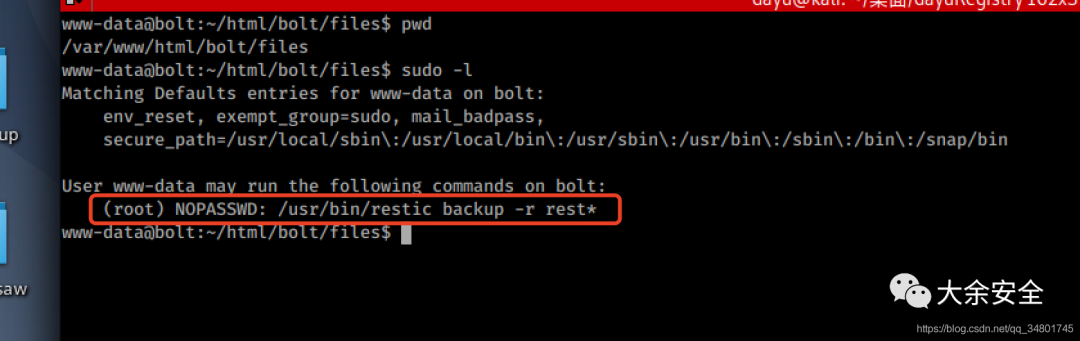 dayu@kali: ~/桌面/dayuRegistry
www-data@bolt:~/html/bolt/files$ pwd
/var/www/html/bolt/files
www-data@bolt:~/html/bolt/files$ sudo -l
Matching Defaults entries for www-data on bolt:
env_reset, exempt_group=sudo, mail_badpass,
secure_path=/usr/local/sbin\:/usr/local/bin\:/usr/sbin\:/usr/bin\:/sbin\:/bin\:/snap/bin
up
User www-data may run the following commands on bolt:
(root) NOPASSWD: /usr/bin/restic backup -r rest*
www-data@bolt:~/html/bolt/files$
saw
大余安全
https://blog.csdn.net/qq_34801745